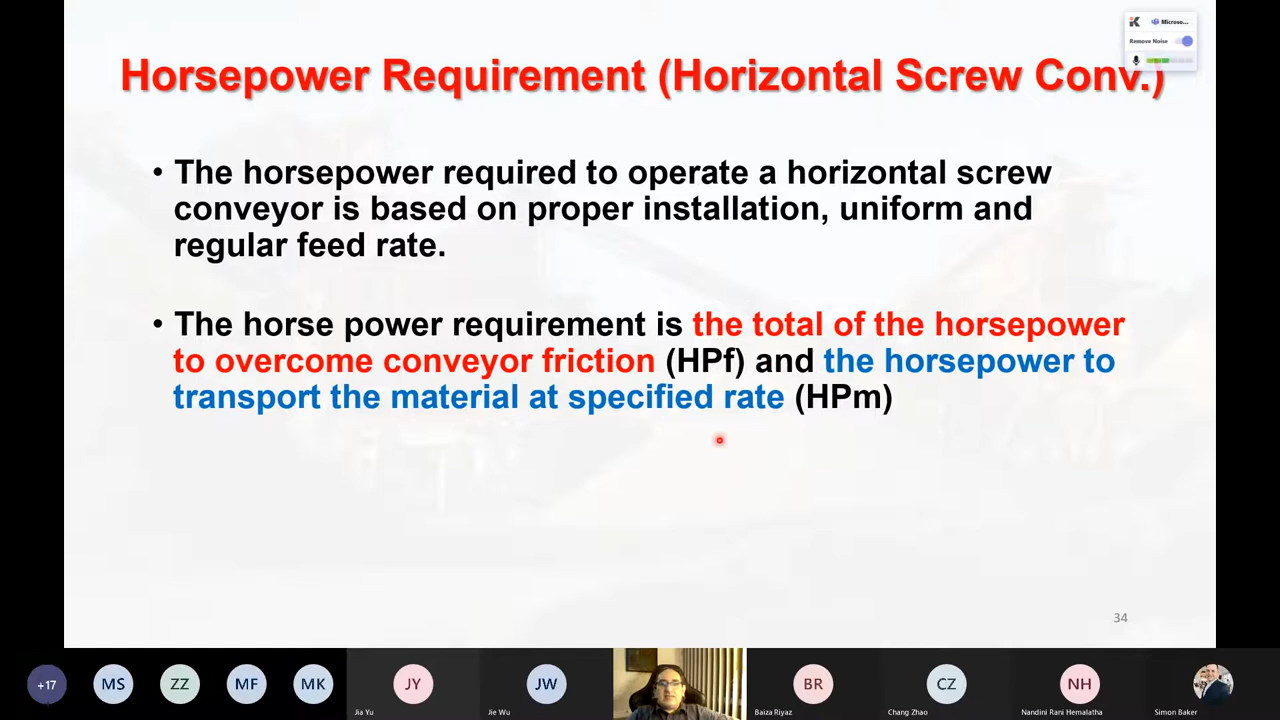 Horsepower Requirement (Horizontal Screw Conv.)
Microso...
Remove Noise
• The horsepower required to operate a horizontal screw
conveyor is based on proper installation, uniform and
regular feed rate.
• The horse power requirement is the total of the horsepower
to overcome conveyor friction (HPf) and the horsepower to
transport the material at specified rate (HPm)
34
+17
MS
ZZ
MF
MK
JY
Jia Yu
JW
Jie Wu
BR
Baiza Riyaz
CZ
Chang Zhao
NH
Nandini Rani Hemalatha
Simon Baker